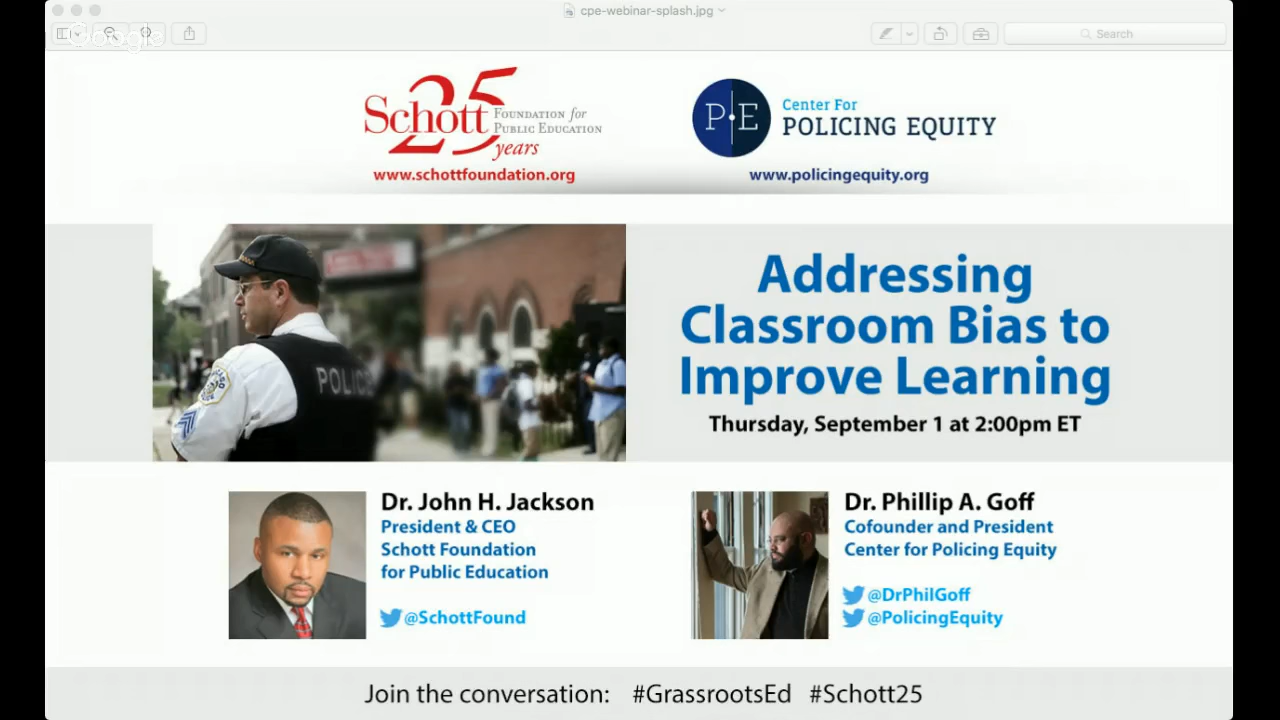 cpe-webinar-splash.jpg
Google
Search
25
Schott
FOUNDATION for
PUBLIC EDUCATION
years
www.schottfoundation.org
P E
Center For
POLICING EQUITY
www.policingequity.org
POLICE
Addressing
Classroom Bias to
Improve Learning
Thursday, September 1 at 2:00pm ET
Dr. John H. Jackson
President & CEO
Schott Foundation
for Public Education
@SchottFound
Dr. Phillip A. Goff
Cofounder and President
Center for Policing Equity
@DrPhilGoff
@PolicingEquity
Join the conversation: #GrassrootsEd #Schott25